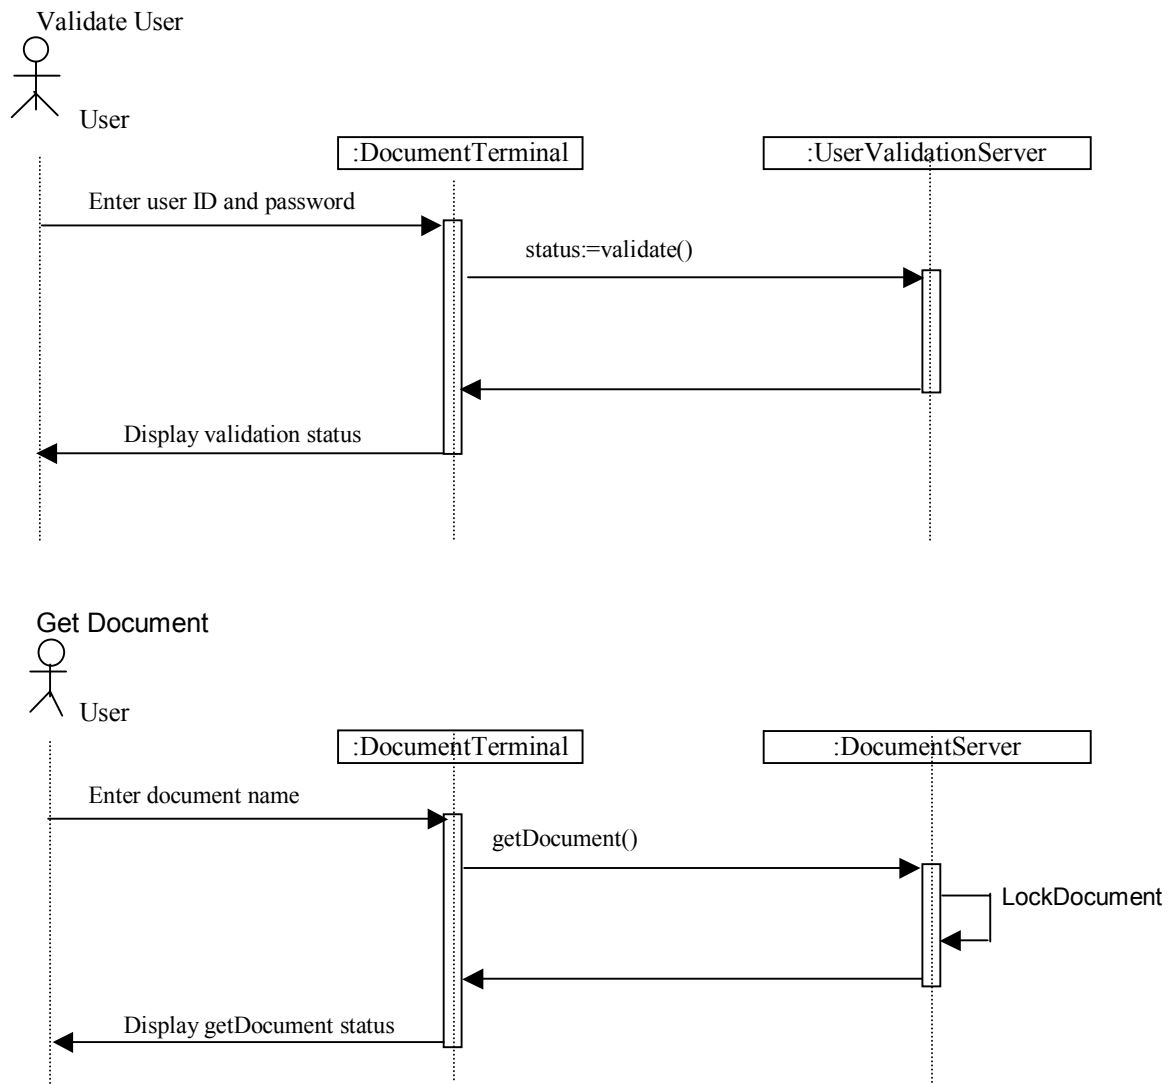 Validate User
User
:DocumentTerminal
:UserValidationServer
Enter user ID and password
status:=validate()
Display validation status
Get Document
User
:DocumentTerminal
:DocumentServer
Enter document name
getDocument()
LockDocument
Display getDocument status